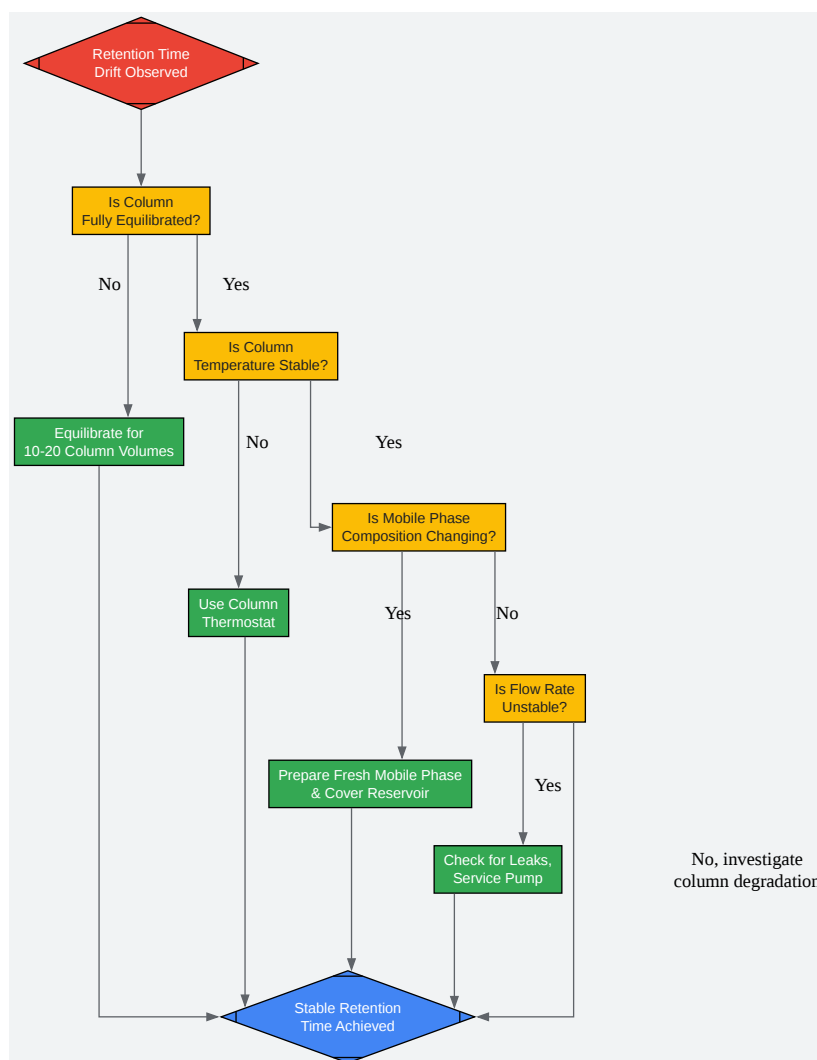 Retention Time
Drift Observed
Is Column
Fully Equilibrated?
No
Yes
Is Column
Temperature Stable?
Equilibrate for
10-20 Column Volumes
No
Yes
Is Mobile Phase
Composition Changing?
Use Column
Thermostat
Yes
No
Is Flow Rate
Unstable?
Prepare Fresh Mobile Phase
& Cover Reservoir
Yes
Check for Leaks,
Service Pump
No, investigate
column degradation
Stable Retention
Time Achieved